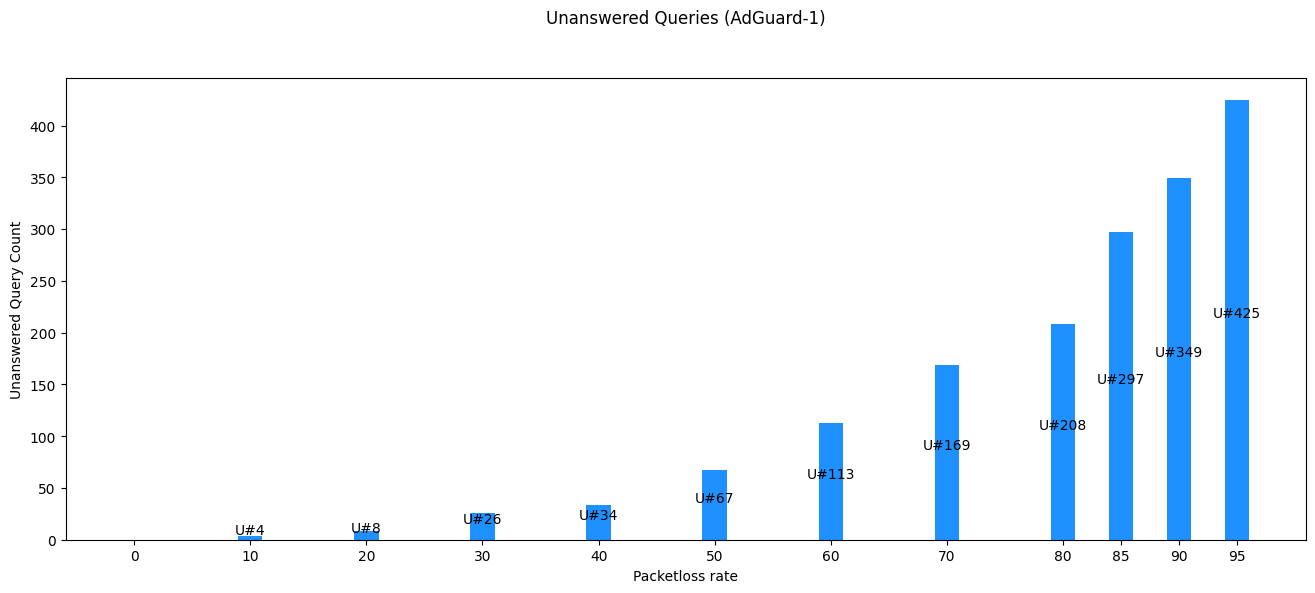 Unanswered Queries (AdGuard-1)
Unanswered Query Count
400
350
300
250
200
150
100
50
0
U#4
U#8
U#26
U#34
U#67
U#113
U#169
U#208
U#297
U#349
U#425
0 10 20 30 40 50 60 70 80 85 90 95
Packetloss rate